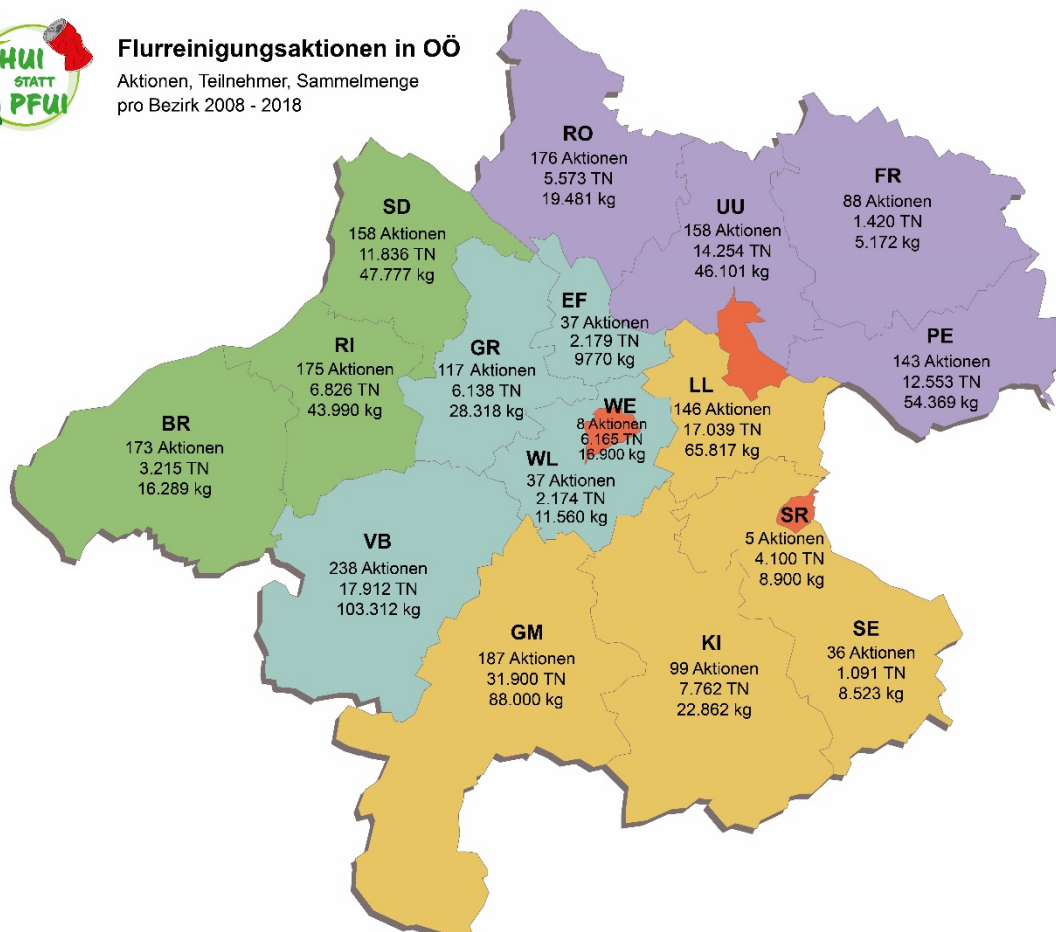 HUI
STATT
PFUI
Flurreinigungsaktionen in OÖ
Aktionen, Teilnehmer, Sammelmenge
pro Bezirk 2008 - 2018
RO
176 Aktionen
5.573 TN
19.481 kg
FR
88 Aktionen
1.420 TN
5.172 kg
SD
158 Aktionen
11.836 TN
47.777 kg
UU
158 Aktionen
14.254 TN
46.101 kg
EF
37 Aktionen
2.179 TN
9770 kg
PE
143 Aktionen
12.553 TN
54.369 kg
RI
175 Aktionen
6.826 TN
43.990 kg
GR
117 Aktionen
6.138 TN
28.318 kg
LL
146 Aktionen
17.039 TN
65.817 kg
BR
173 Aktionen
3.215 TN
16.289 kg
WE
8 Aktionen
6.165 TN
16.900 kg
WL
37 Aktionen
2.174 TN
11.560 kg
SR
5 Aktionen
4.100 TN
8.900 kg
VB
238 Aktionen
17.912 TN
103.312 kg
GM
187 Aktionen
31.900 TN
88.000 kg
KI
99 Aktionen
7.762 TN
22.862 kg
SE
36 Aktionen
1.091 TN
8.523 kg